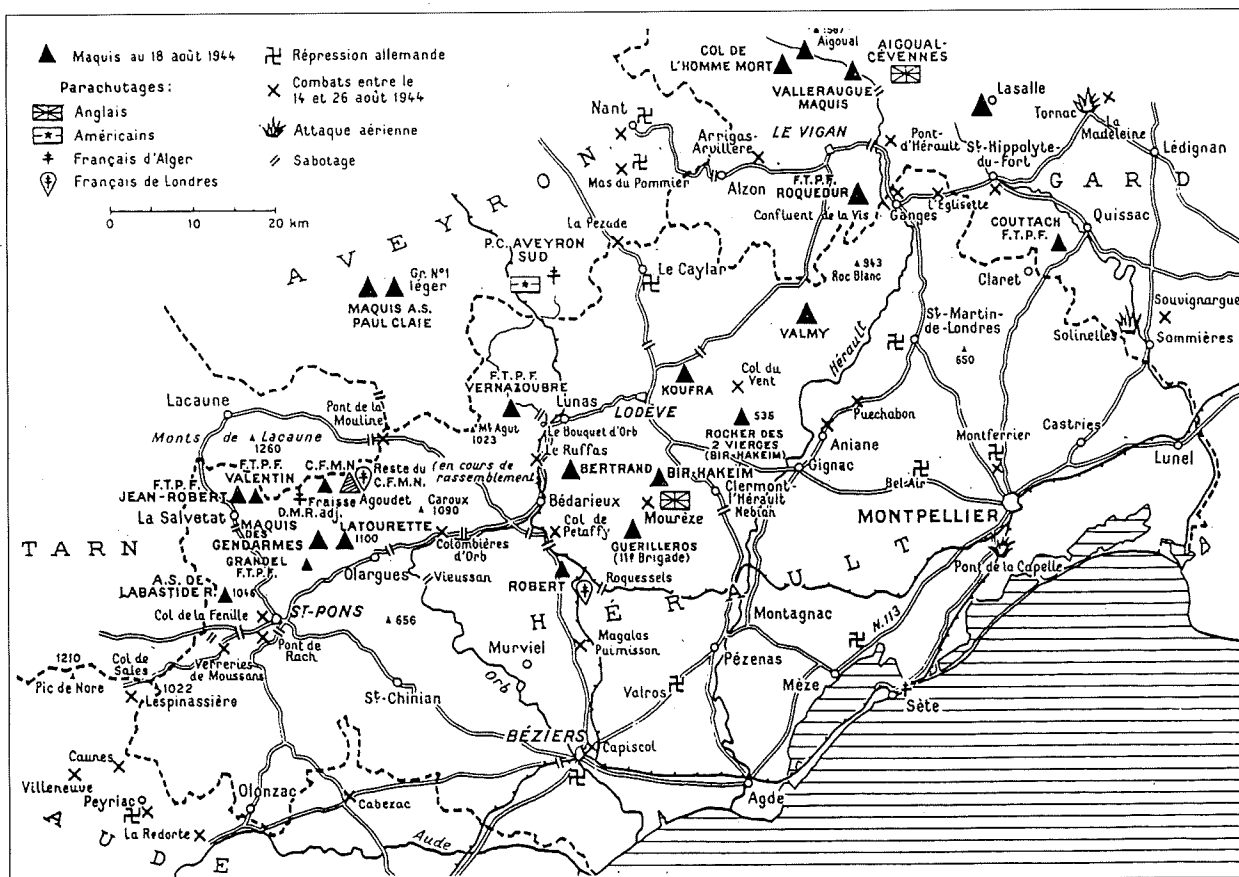 Maquis au 18 août 1944
Parachutages :
Anglais
Américains
Français d'Alger
Français de Londres
Répression allemande
Combats entre le
14 et 26 août 1944
Attaque aérienne
Sabotage
0 10 20 km
COL DE
L'HOMME MORT
1567
Aigoual
AIGOUAL-
CÉVENNES
VALLERAUGUE
MAQUIS
Lasalle
Tornac
La
Madeleine
Lédignan
Nant
Arrigas-
Arvillere
LE VIGAN
Pont-
d'Hérault
St-Hippolyte-
du-Fort
GARD
Mas du Pommier
Alzon
F.T.P.F.
ROQUEDUR
Confluent de la Vis
Ganges
l'Eglisette
COUTTACH
F.T.P.F.
Quissac
AVEYRON
La Pezade
P.C. AVEYRON
SUD
Le Caylar
943
Roc Blanc
Claret
Gr. N°1
léger
MAQUIS A.S.
PAUL CLAIE
VALMY
Hérault
St-Martin-
de-Londres
650
Souvignargue
Solinelles
Sommières
F.T.P.F.
VERNAZOUBRE
KOUFRA
Col du
Vent
Lacaune
Pont de la
Mouline
Lunas
LODÈVE
Mt Agut
1023
Le Bouquet d'Orb
536
ROCHER DES
2 VIERGES
(BIR-HAKEIM)
Puechabon
Aniane
Montferrier
Castries
Lunel
Monts de Lacaune
1260
Le Ruffas
F.T.P.F.
VALENTIN
C.F.M.N.
Reste du
C.F.M.N.
(en cours de
rassemblement)
BERTRAND
BIR-HAKEIM
Gignac
Bel-Air
F.T.P.F.
JEAN-ROBERT
Fraisse
Agoudet
D.M.R. adj.
Caroux
1090
Bédarieux
Mourèze
Clermont-
l'Hérault
Nebian
MONTPELLIER
La Salvetat
MAQUIS
DES
GENDARMES
LATOURETTE
1100
Colombières
d'Orb
Col de
Petaffy
GUERILLEROS
(11e Brigade)
Pont de la Capelle
TARN
GRANDEL
F.T.P.F.
Olargues
Vieussan
ROBERT
Roquessels
HÉRAULT
A.S. DE
LABASTIDE R.
1046
Col de la Fenille
ST-PONS
656
Montagnac
N.113
Pont de
Rach
Murviel
Magalas
Puimisson
Pézenas
1210
Pic de Nore
Col de
Sales
Verreries
de Moussans
Orb
Valros
Mèze
1022
Lespinassière
St-Chinian
Sète
BÉZIERS
Capiscol
Caunes
Villeneuve
Peyriac
Olonzac
Cabezac
Agde
La Redorte
AUDE
Aude